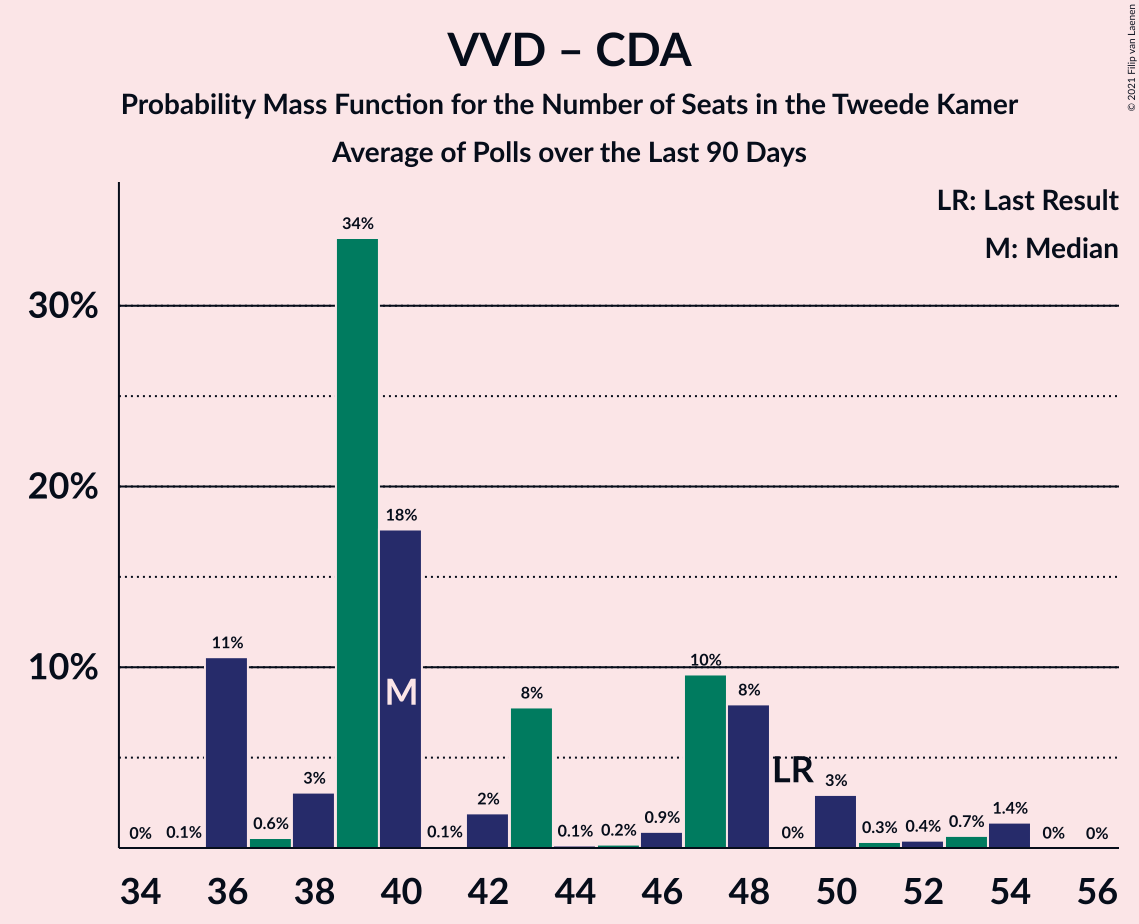 VVD – CDA
Probability Mass Function for the Number of Seats in the Tweede Kamer
Average of Polls over the Last 90 Days
© 2021 Filip van Laenen
LR: Last Result
M: Median
30%
20%
10%
0%
0.1%
11%
0.6%
3%
34%
18%
0.1%
2%
8%
0.1%
0.2%
0.9%
10%
8%
0%
3%
0.3%
0.4%
0.7%
1.4%
0%
0%
M
LR
34 36 38 40 42 44 46 48 50 52 54 56